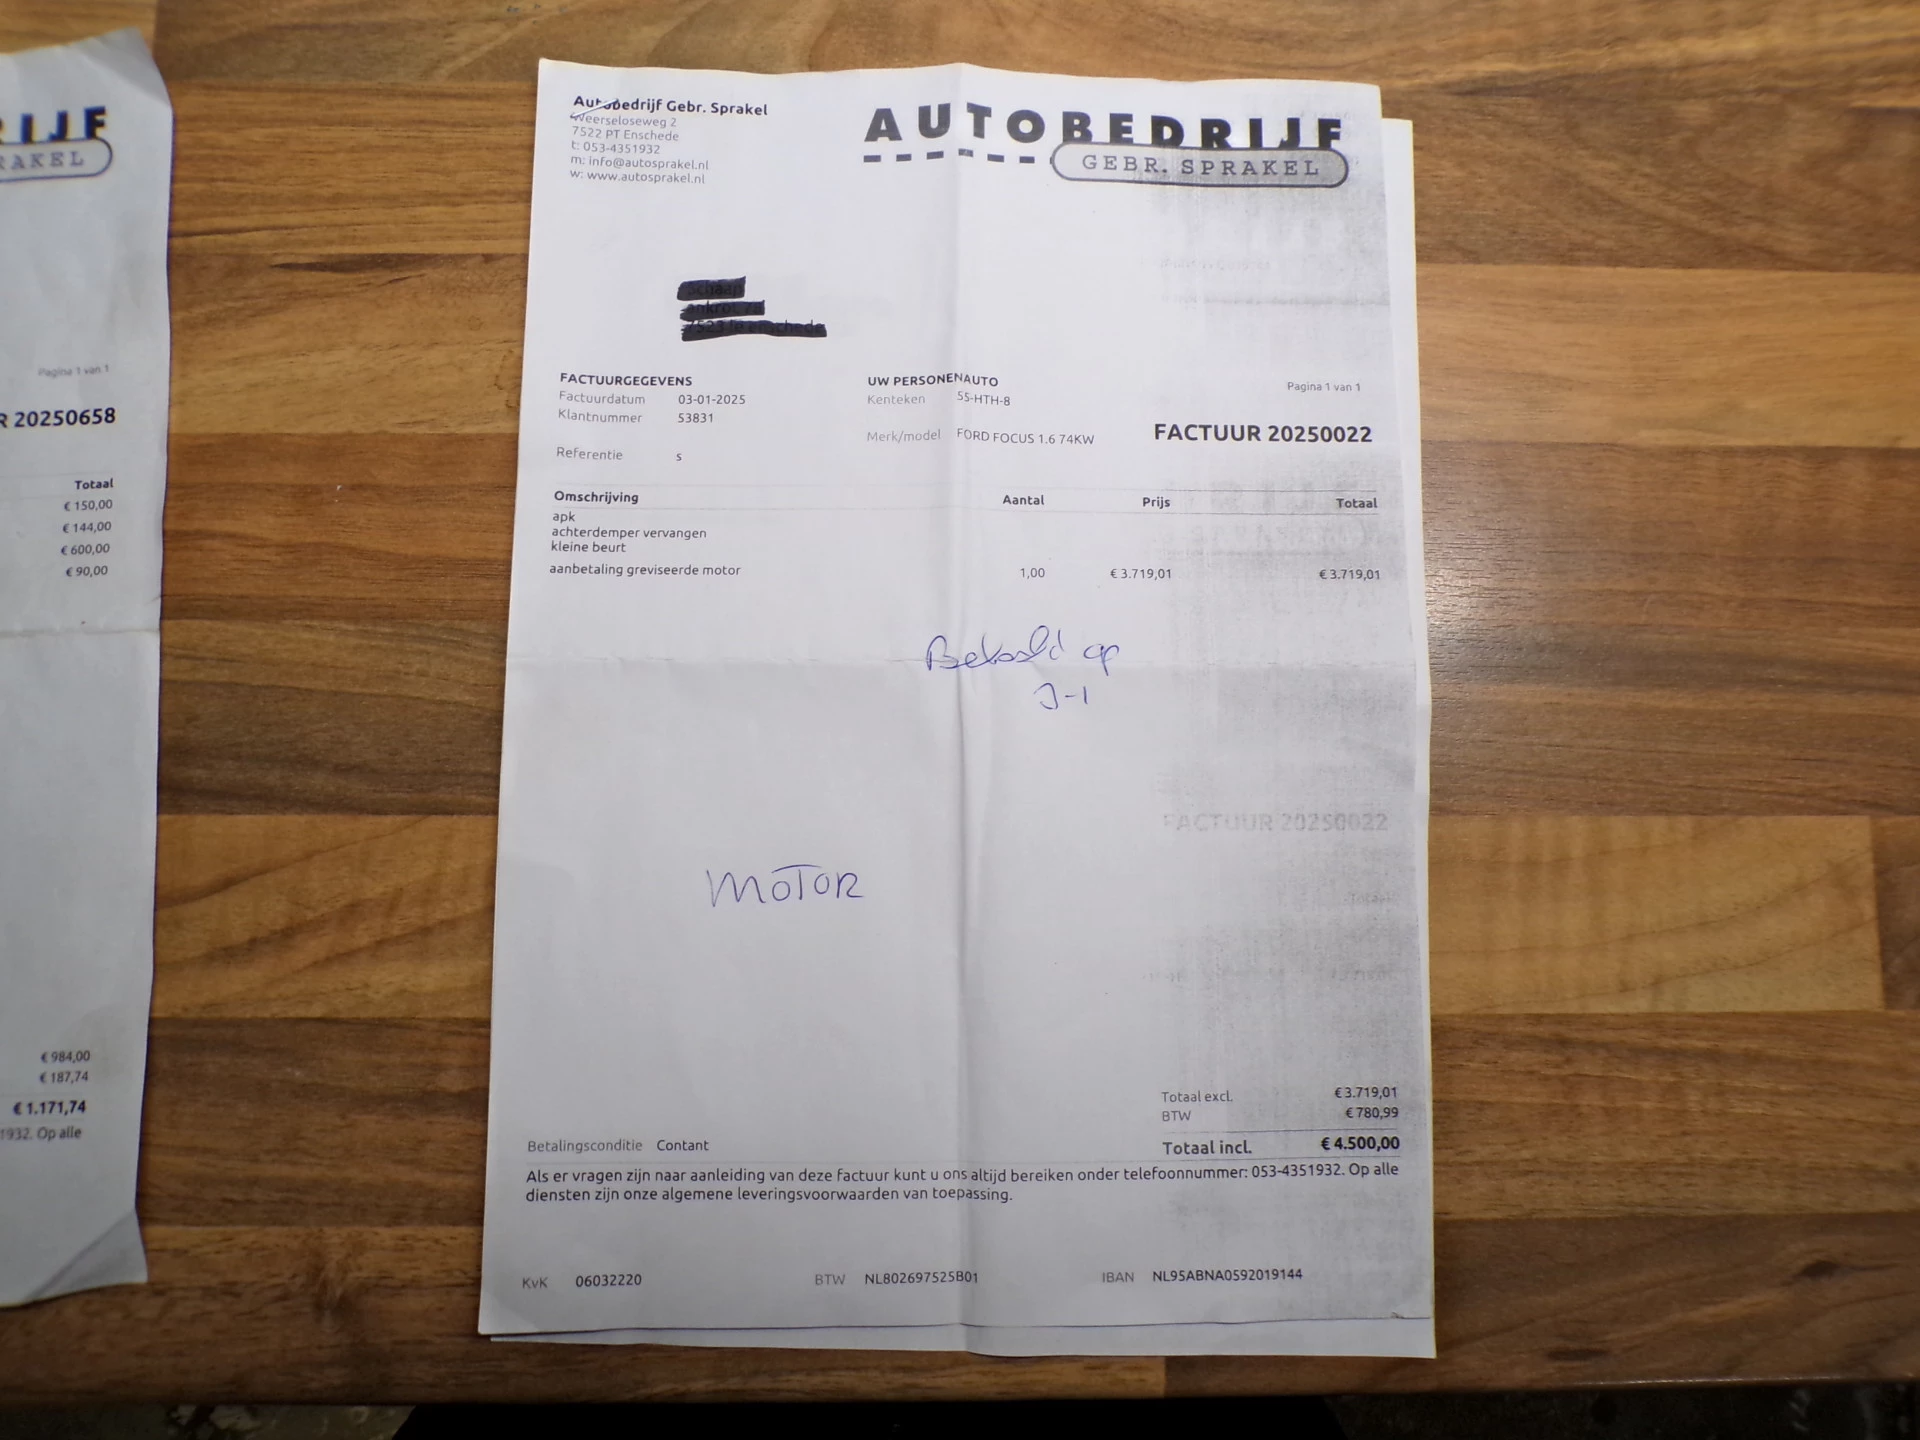 RIJF
RAKEL
Pagina 1 van 1
R 20250658
Totaal
€ 150,00
€ 144,00
€ 600,00
€ 90,00
€ 984,00
€ 187,74
€ 1.171,74
1932. Op alle
Autobedrijf Gebr. Sprakel
Weerseloseweg 2
7522 PT Enschede
t: 053-4351932
m: info@autosprakel.nl
w: www.autosprakel.nl
AUTOBEDRIJF
GEBR. SPRAKEL
FACTUURGEGEVENS
Factuurdatum 03-01-2025
Klantnummer 53831
Referentie s
UW PERSONENAUTO
Kenteken 55-HTH-8
Merk/model FORD FOCUS 1.6 74KW
Pagina 1 van 1
FACTUUR 20250022
Omschrijving Aantal Prijs Totaal
apk
achterdemper vervangen
kleine beurt
aanbetaling greviseerde motor 1,00 € 3.719,01 € 3.719,01
Betaald op
3-1
FACTUUR 20250022
Totaal
MOTOR
Totaal excl. € 3.719,01
BTW € 780,99
Betalingsconditie Contant
Totaal incl. € 4.500,00
Als er vragen zijn naar aanleiding van deze factuur kunt u ons altijd bereiken onder telefoonnummer: 053-4351932. Op alle
diensten zijn onze algemene leveringsvoorwaarden van toepassing.
KvK 06032220 BTW NL802697525B01 IBAN NL95ABNA0592019144